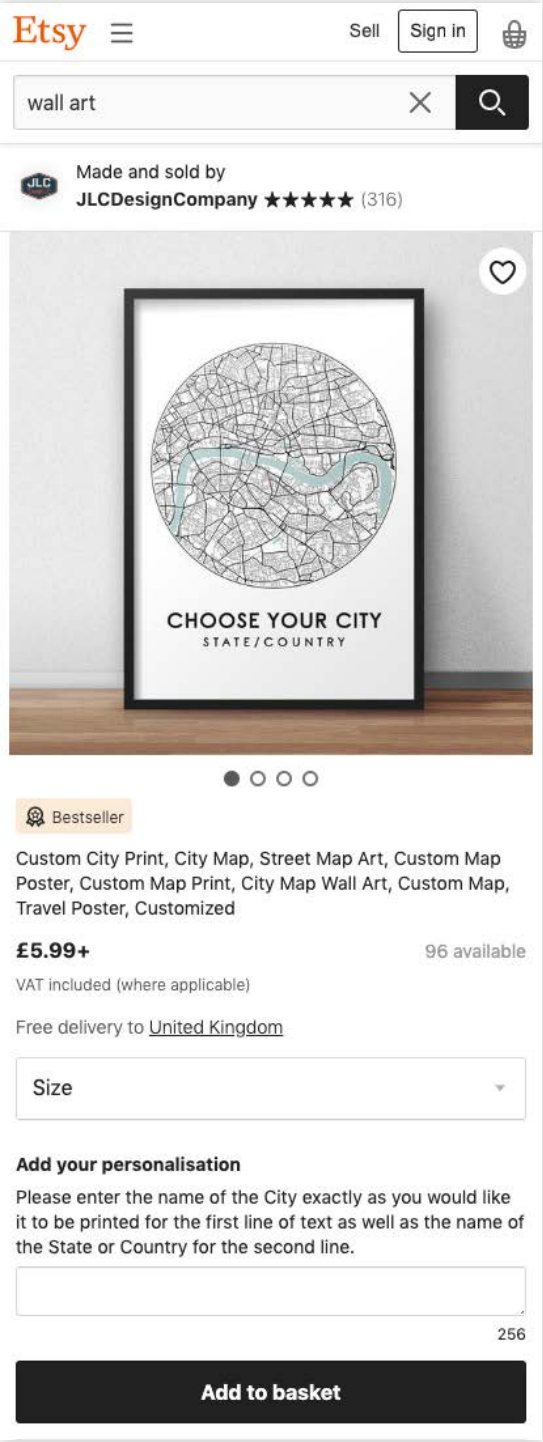 Etsy
Sell
Sign in
wall art
JLC
Made and sold by
JLCDesignCompany ★★★★★ (316)
CHOOSE YOUR CITY
STATE/COUNTRY
Bestseller
Custom City Print, City Map, Street Map Art, Custom Map
Poster, Custom Map Print, City Map Wall Art, Custom Map,
Travel Poster, Customized
£5.99+
96 available
VAT included (where applicable)
Free delivery to United Kingdom
Size
Add your personalisation
Please enter the name of the City exactly as you would like
it to be printed for the first line of text as well as the name of
the State or Country for the second line.
256
Add to basket